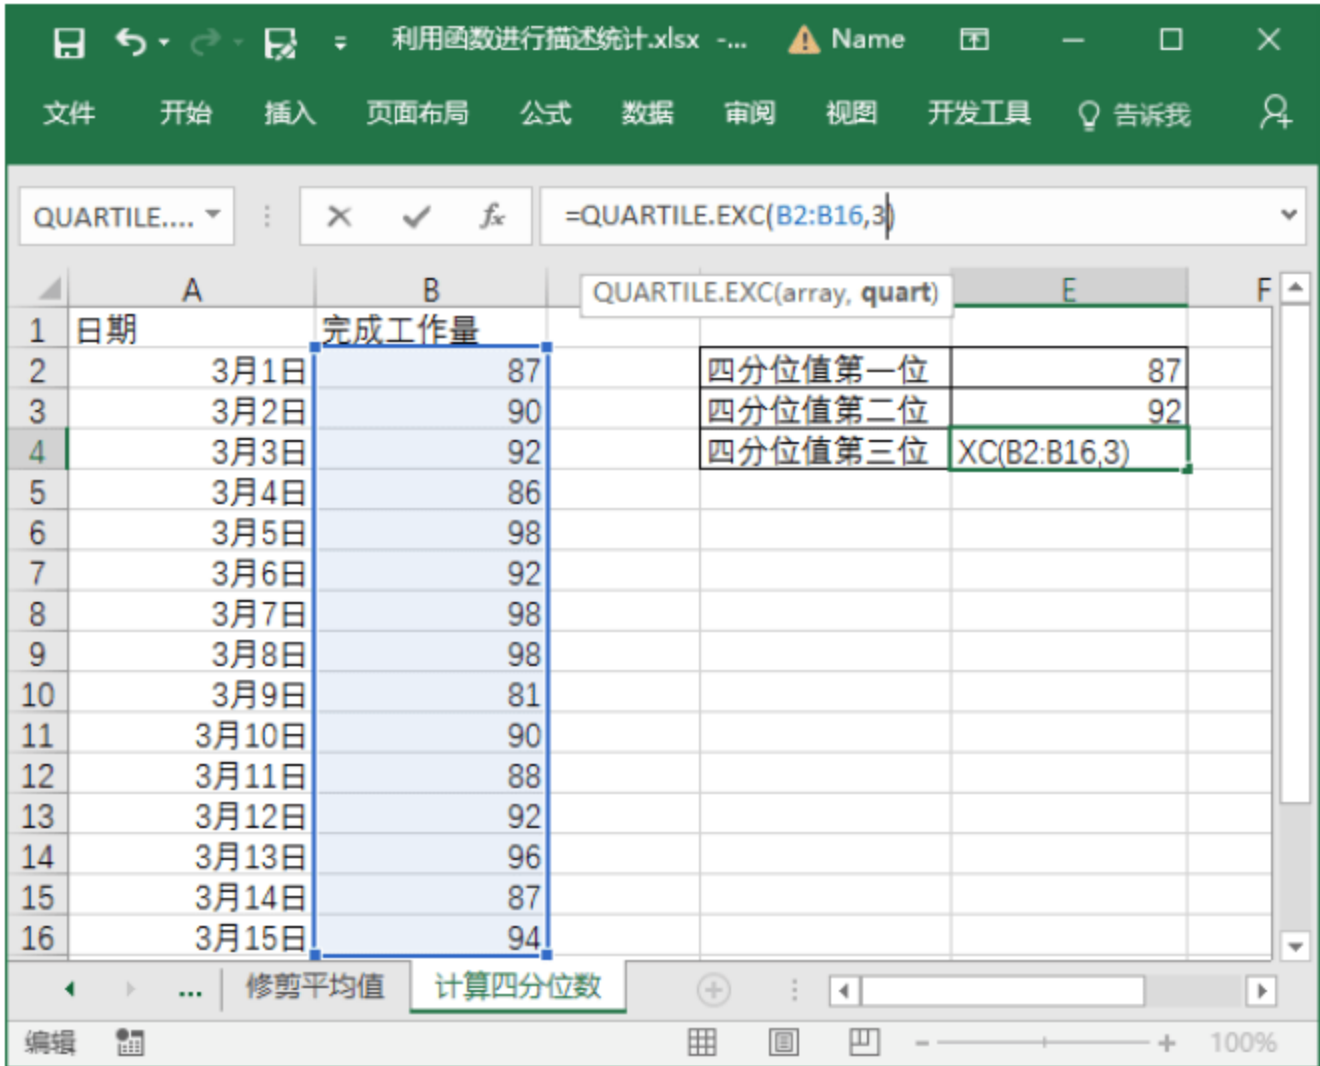 利用函数进行描述统计.xlsx -... Name
文件 开始 插入 页面布局 公式 数据 审阅 视图 开发工具 告诉我
QUARTILE.... fx =QUARTILE.EXC(B2:B16,3)
QUARTILE.EXC(array, quart)
A B E F
1 日期 完成工作量
2 3月1日 87 四分位值第一位 87
3 3月2日 90 四分位值第二位 92
4 3月3日 92 四分位值第三位 XC(B2:B16,3)
5 3月4日 86
6 3月5日 98
7 3月6日 92
8 3月7日 98
9 3月8日 98
10 3月9日 81
11 3月10日 90
12 3月11日 88
13 3月12日 92
14 3月13日 96
15 3月14日 87
16 3月15日 94
... 修剪平均值 计算四分位数
编辑 100%